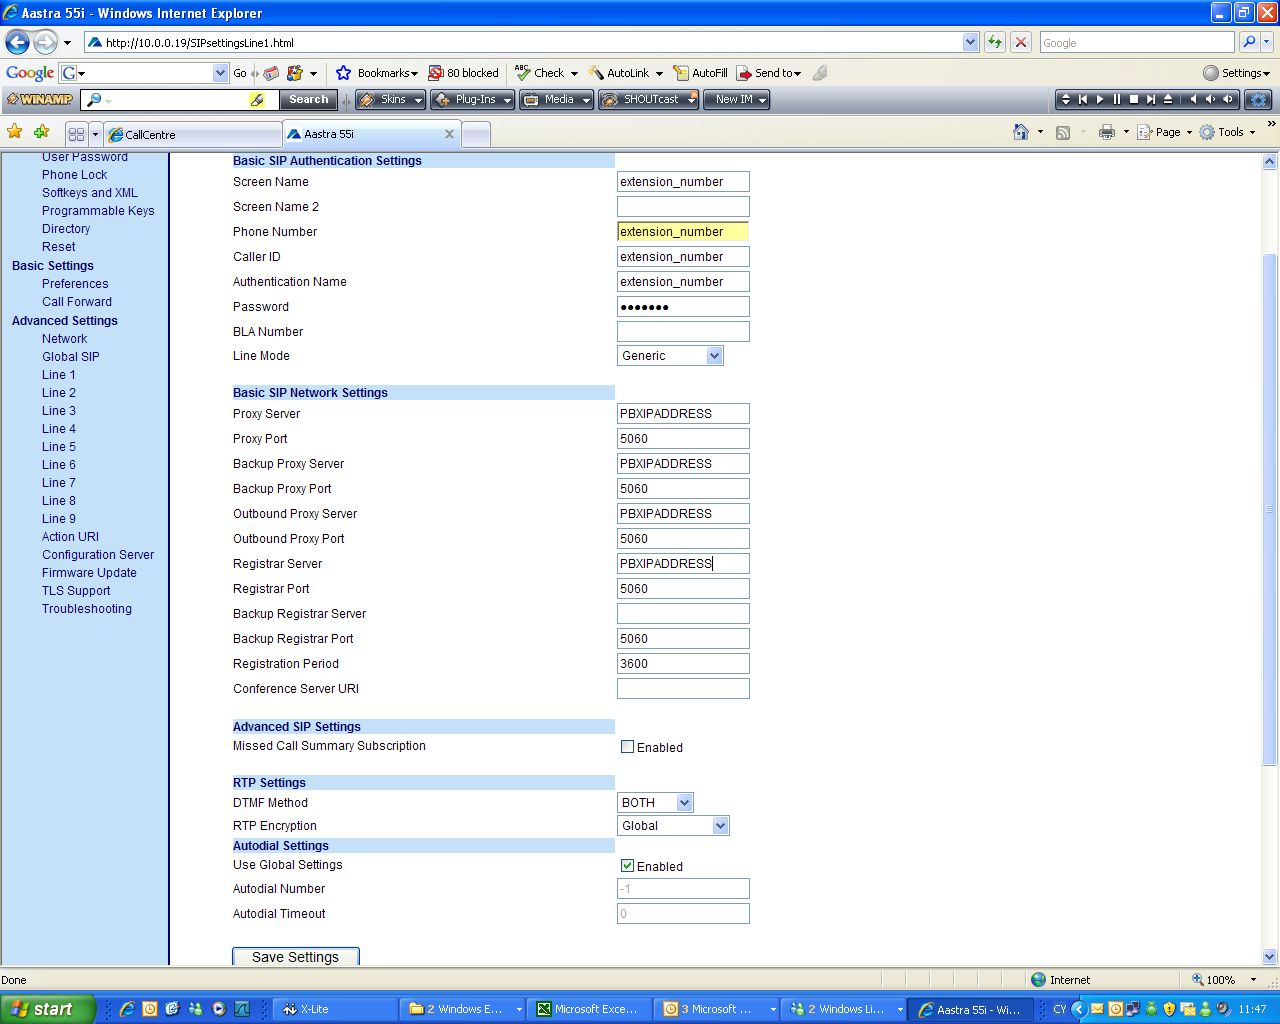 Aastra 55i - Windows Internet Explorer
http://10.0.0.19/SIPsettingsLine1.html
Google
Google G Go Bookmarks 80 blocked ABC Check AutoLink AutoFill Send to Settings
WINAMP Search Skins Plug-Ins Media SHOUTcast New IM
CallCentre Aastra 55i Page Tools »
User Password
Phone Lock
Softkeys and XML
Programmable Keys
Directory
Reset
Basic Settings
Preferences
Call Forward
Advanced Settings
Network
Global SIP
Line 1
Line 2
Line 3
Line 4
Line 5
Line 6
Line 7
Line 8
Line 9
Action URI
Configuration Server
Firmware Update
TLS Support
Troubleshooting
Basic SIP Authentication Settings
Screen Name extension_number
Screen Name 2
Phone Number extension_number
Caller ID extension_number
Authentication Name extension_number
Password •••••••
BLA Number
Line Mode Generic
Basic SIP Network Settings
Proxy Server PBXIPADDRESS
Proxy Port 5060
Backup Proxy Server PBXIPADDRESS
Backup Proxy Port 5060
Outbound Proxy Server PBXIPADDRESS
Outbound Proxy Port 5060
Registrar Server PBXIPADDRESS
Registrar Port 5060
Backup Registrar Server
Backup Registrar Port 5060
Registration Period 3600
Conference Server URI
Advanced SIP Settings
Missed Call Summary Subscription Enabled
RTP Settings
DTMF Method BOTH
RTP Encryption Global
Autodial Settings
Use Global Settings Enabled
Autodial Number -1
Autodial Timeout 0
Save Settings
Done Internet 100%
start X-Lite 2 Windows E... Microsoft Exce... 3 Microsoft ... 2 Windows Li... Aastra 55i - Wi... CY 11:47